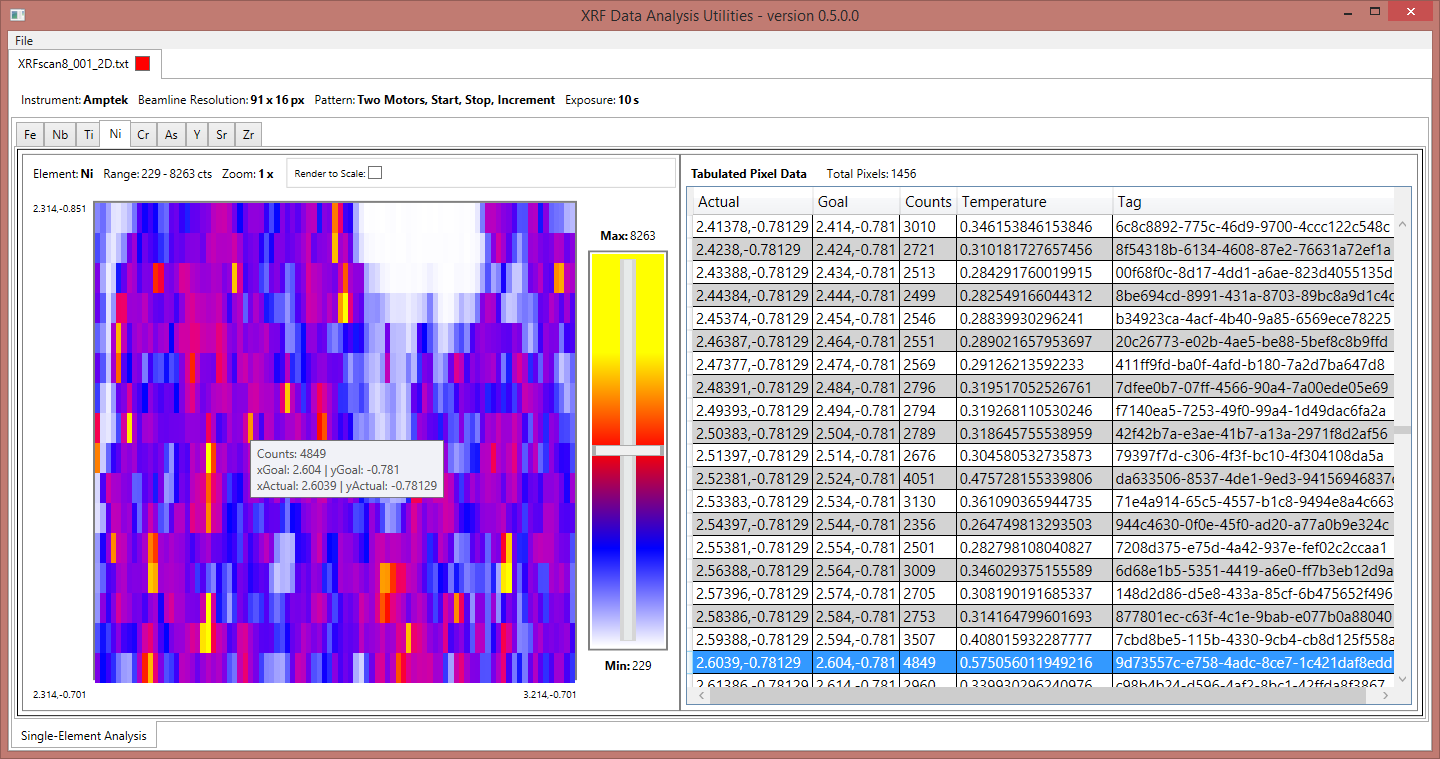 XRF Data Analysis Utilities - version 0.5.0.0
File
XRFscan8_001_2D.txt
Instrument: Amptek Beamline Resolution: 91 x 16 px Pattern: Two Motors, Start, Stop, Increment Exposure: 10 s
Fe Nb Ti Ni Cr As Y Sr Zr
Element: Ni Range: 229 - 8263 cts Zoom: 1 x Render to Scale:
2.314,-0.851
Max: 8263
Counts: 4849
xGoal: 2.604 | yGoal: -0.781
xActual: 2.6039 | yActual: -0.78129
Min: 229
2.314,-0.701 3.214,-0.701
Tabulated Pixel Data Total Pixels: 1456
Actual Goal Counts Temperature Tag
2.41378,-0.78129 2.414,-0.781 3010 0.346153846153846 6c8c8892-775c-46d9-9700-4ccc122c548c
2.4238,-0.78129 2.424,-0.781 2721 0.310181727657456 8f54318b-6134-4608-87e2-76631a72ef1a
2.43388,-0.78129 2.434,-0.781 2513 0.284291760019915 00f68f0c-8d17-4dd1-a6ae-823d4055135d
2.44384,-0.78129 2.444,-0.781 2499 0.282549166044312 8be694cd-8991-431a-8703-89bc8a9d1c4c
2.45374,-0.78129 2.454,-0.781 2546 0.28839930296241 b34923ca-4acf-4b40-9a85-6569ece78225
2.46387,-0.78129 2.464,-0.781 2551 0.289021657953697 20c26773-e02b-4ae5-be88-5bef8c8b9ffd
2.47377,-0.78129 2.474,-0.781 2569 0.29126213592233 411ff9fd-ba0f-4afd-b180-7a2d7ba647d8
2.48391,-0.78129 2.484,-0.781 2796 0.319517052526761 7dfee0b7-07ff-4566-90a4-7a00ede05e69
2.49393,-0.78129 2.494,-0.781 2794 0.319268110530246 f7140ea5-7253-49f0-99a4-1d49dac6fa2a
2.50383,-0.78129 2.504,-0.781 2789 0.318645755538959 42f42b7a-e3ae-41b7-a13a-2971f8d2af56
2.51397,-0.78129 2.514,-0.781 2676 0.304580532735873 79397f7d-c306-4f3f-bc10-4f304108da5a
2.52381,-0.78129 2.524,-0.781 4051 0.475728155339806 da633506-8537-4de1-9ed3-94156946837c
2.53383,-0.78129 2.534,-0.781 3130 0.361090365944735 71e4a914-65c5-4557-b1c8-9494e8a4c663
2.54397,-0.78129 2.544,-0.781 2356 0.264749813293503 944c4630-0f0e-45f0-ad20-a77a0b9e324c
2.55381,-0.78129 2.554,-0.781 2501 0.282798108040827 7208d375-e75d-4a42-937e-fef02c2ccaa1
2.56388,-0.78129 2.564,-0.781 3009 0.346029375155589 6d68e1b5-5351-4419-a6e0-ff7b3eb12d9a
2.57396,-0.78129 2.574,-0.781 2705 0.308190191685337 148d2d86-d5e8-433a-85cf-6b475652f496
2.58386,-0.78129 2.584,-0.781 2753 0.314164799601693 877801ec-c63f-4c1e-9bab-e077b0a88040
2.59388,-0.78129 2.594,-0.781 3507 0.408015932287777 7cbd8be5-115b-4330-9cb4-cb8d125f558a
2.6039,-0.78129 2.604,-0.781 4849 0.575056011949216 9d73557c-e758-4adc-8ce7-1c421daf8edd
2.61386,-0.78129 2.614,-0.781 2960 0.339930296240976 c98b4b24-d596-4af2-8bc1-42ffda8f3867
Single-Element Analysis